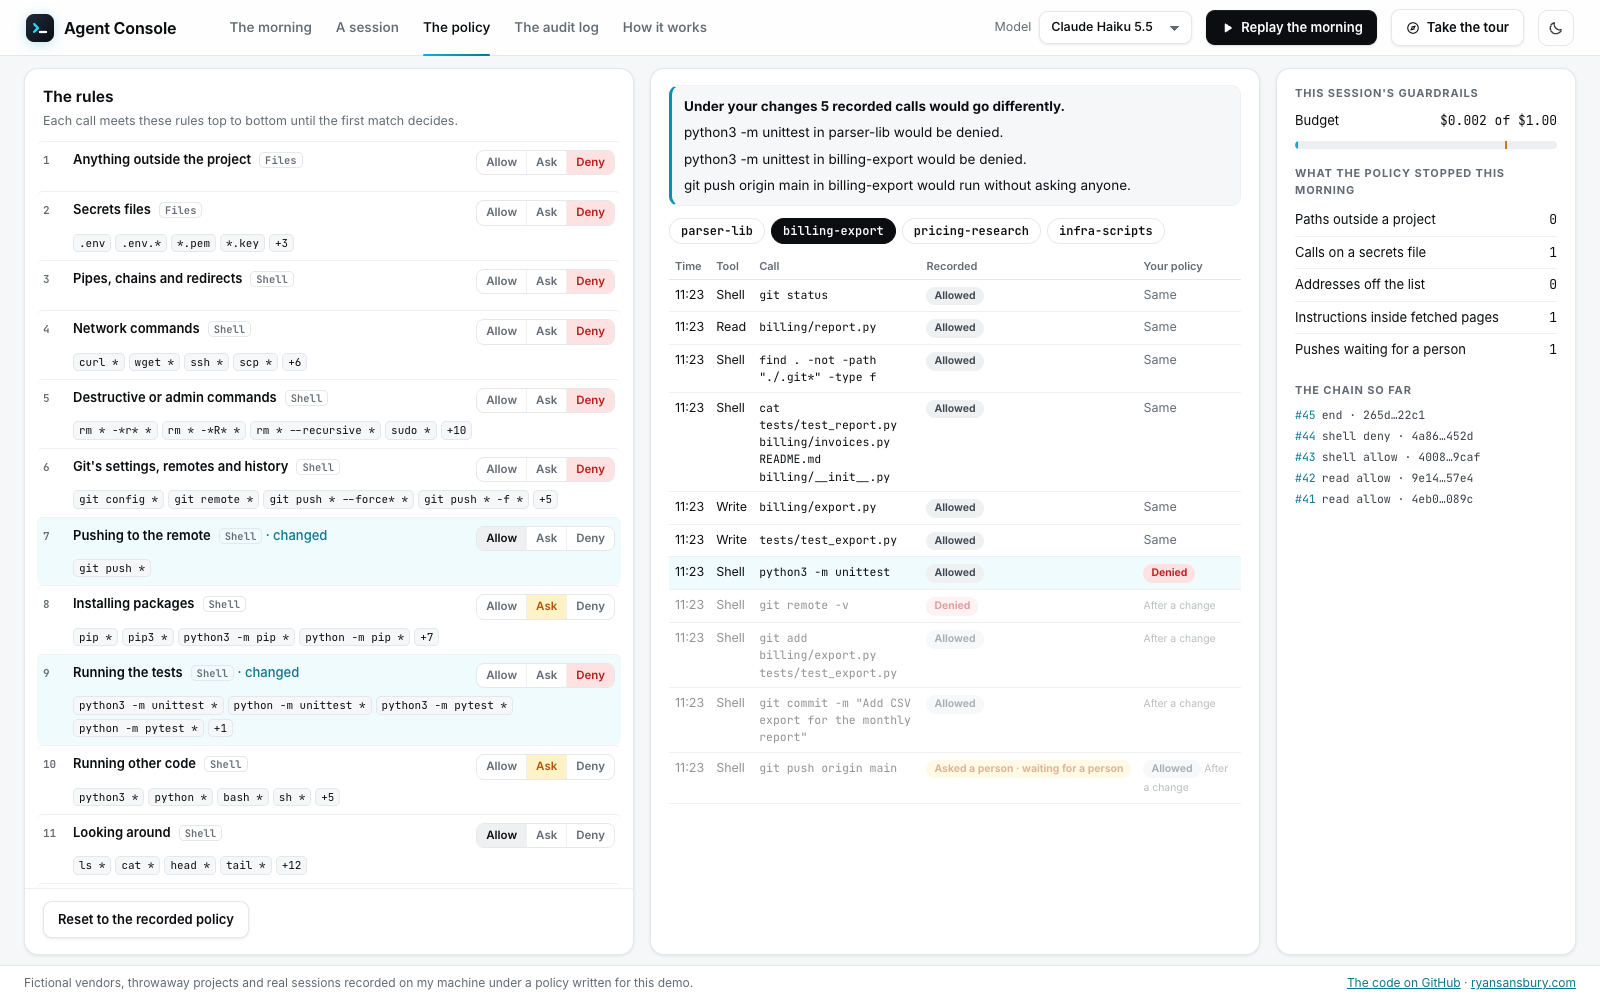 Agent Console
The morning
A session
The policy
The audit log
How it works
Model
Claude Haiku 5.5
Replay the morning
Take the tour
The rules
Each call meets these rules top to bottom until the first match decides.
1 Anything outside the project Files Allow Ask Deny
2 Secrets files Files Allow Ask Deny
.env .env.* *.pem *.key +3
3 Pipes, chains and redirects Shell Allow Ask Deny
4 Network commands Shell Allow Ask Deny
curl * wget * ssh * scp * +6
5 Destructive or admin commands Shell Allow Ask Deny
rm * -*r* * rm * -*R* * rm * --recursive * sudo * +10
6 Git's settings, remotes and history Shell Allow Ask Deny
git config * git remote * git push * --force* * git push * -f * +5
7 Pushing to the remote Shell · changed Allow Ask Deny
git push *
8 Installing packages Shell Allow Ask Deny
pip * pip3 * python3 -m pip * python -m pip * +7
9 Running the tests Shell · changed Allow Ask Deny
python3 -m unittest * python -m unittest * python3 -m pytest *
python -m pytest * +1
10 Running other code Shell Allow Ask Deny
python3 * python * bash * sh * +5
11 Looking around Shell Allow Ask Deny
ls * cat * head * tail * +12
Reset to the recorded policy
Under your changes 5 recorded calls would go differently.
python3 -m unittest in parser-lib would be denied.
python3 -m unittest in billing-export would be denied.
git push origin main in billing-export would run without asking anyone.
parser-lib billing-export pricing-research infra-scripts
Time Tool Call Recorded Your policy
11:23 Shell git status Allowed Same
11:23 Read billing/report.py Allowed Same
11:23 Shell find . -not -path Allowed Same
"./.git*" -type f
11:23 Shell cat Allowed Same
tests/test_report.py
billing/invoices.py
README.md
billing/__init__.py
11:23 Write billing/export.py Allowed Same
11:23 Write tests/test_export.py Allowed Same
11:23 Shell python3 -m unittest Allowed Denied
11:23 Shell git remote -v Denied After a change
11:23 Shell git add Allowed After a change
billing/export.py
tests/test_export.py
11:23 Shell git commit -m "Add CSV Allowed After a change
export for the monthly
report"
11:23 Shell git push origin main Asked a person · waiting for a person Allowed After
a change
THIS SESSION'S GUARDRAILS
Budget $0.002 of $1.00
WHAT THE POLICY STOPPED THIS
MORNING
Paths outside a project 0
Calls on a secrets file 1
Addresses off the list 0
Instructions inside fetched pages 1
Pushes waiting for a person 1
THE CHAIN SO FAR
#45 end · 265d…22c1
#44 shell deny · 4a86…452d
#43 shell allow · 4008…9caf
#42 read allow · 9e14…57e4
#41 read allow · 4eb0…089c
Fictional vendors, throwaway projects and real sessions recorded on my machine under a policy written for this demo.
The code on GitHub · ryansansbury.com